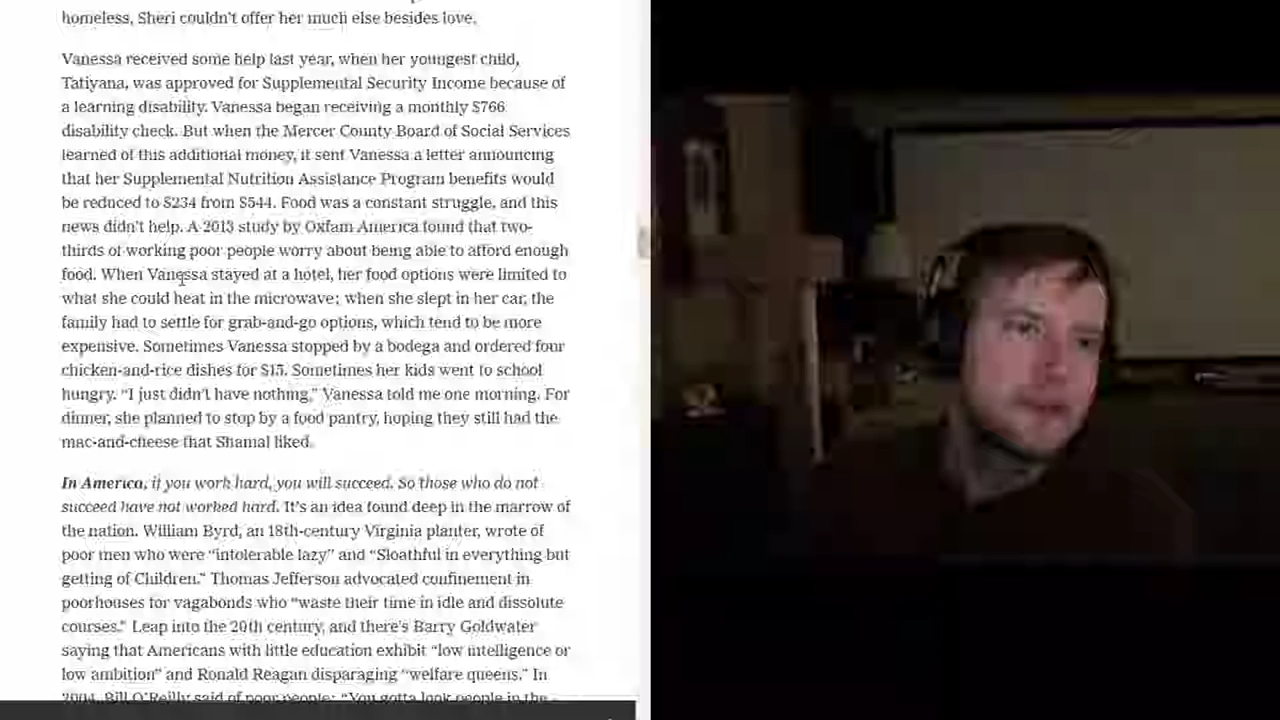 homeless, Sheri couldn't offer her much else besides love.
Vanessa received some help last year, when her youngest child,
Tatiyana, was approved for Supplemental Security Income because of
a learning disability. Vanessa began receiving a monthly $766
disability check. But when the Mercer County Board of Social Services
learned of this additional money, it sent Vanessa a letter announcing
that her Supplemental Nutrition Assistance Program benefits would
be reduced to $234 from $544. Food was a constant struggle, and this
news didn't help. A 2013 study by Oxfam America found that two-
thirds of working poor people worry about being able to afford enough
food. When Vanessa stayed at a hotel, her food options were limited to
what she could heat in the microwave; when she slept in her car, the
family had to settle for grab-and-go options, which tend to be more
expensive. Sometimes Vanessa stopped by a bodega and ordered four
chicken-and-rice dishes for $15. Sometimes her kids went to school
hungry. “I just didn't have nothing,” Vanessa told me one morning. For
dinner, she planned to stop by a food pantry, hoping they still had the
mac-and-cheese that Shamal liked.
In America, if you work hard, you will succeed. So those who do not
succeed have not worked hard. It's an idea found deep in the marrow of
the nation. William Byrd, an 18th-century Virginia planter, wrote of
poor men who were “intolerable lazy” and “Sloathful in everything but
getting of Children.” Thomas Jefferson advocated confinement in
poorhouses for vagabonds who “waste their time in idle and dissolute
courses.” Leap into the 20th century, and there's Barry Goldwater
saying that Americans with little education exhibit “low intelligence or
low ambition” and Ronald Reagan disparaging “welfare queens.” In
2004, Bill O'Reilly said of poor people: “You gotta look people in the